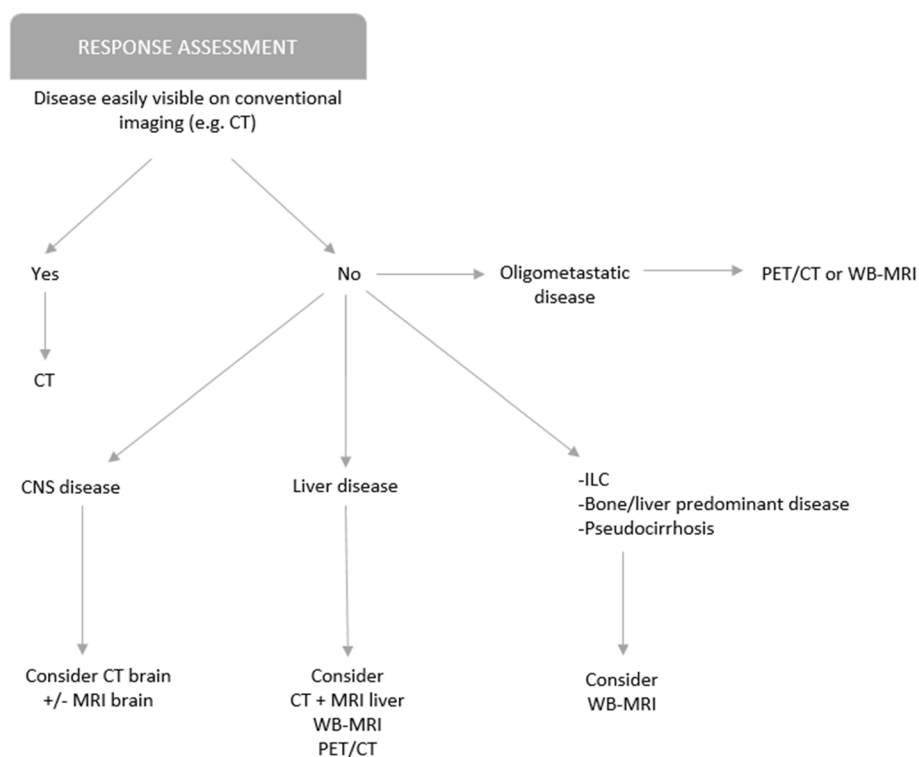 RESPONSE ASSESSMENT
Disease easily visible on conventional
imaging (e.g. CT)
Yes
No
Oligometastatic
disease
PET/CT or WB-MRI
CT
CNS disease
Liver disease
-ILC
-Bone/liver predominant disease
-Pseudocirrhosis
Consider CT brain
+/- MRI brain
Consider
CT + MRI liver
WB-MRI
PET/CT
Consider
WB-MRI